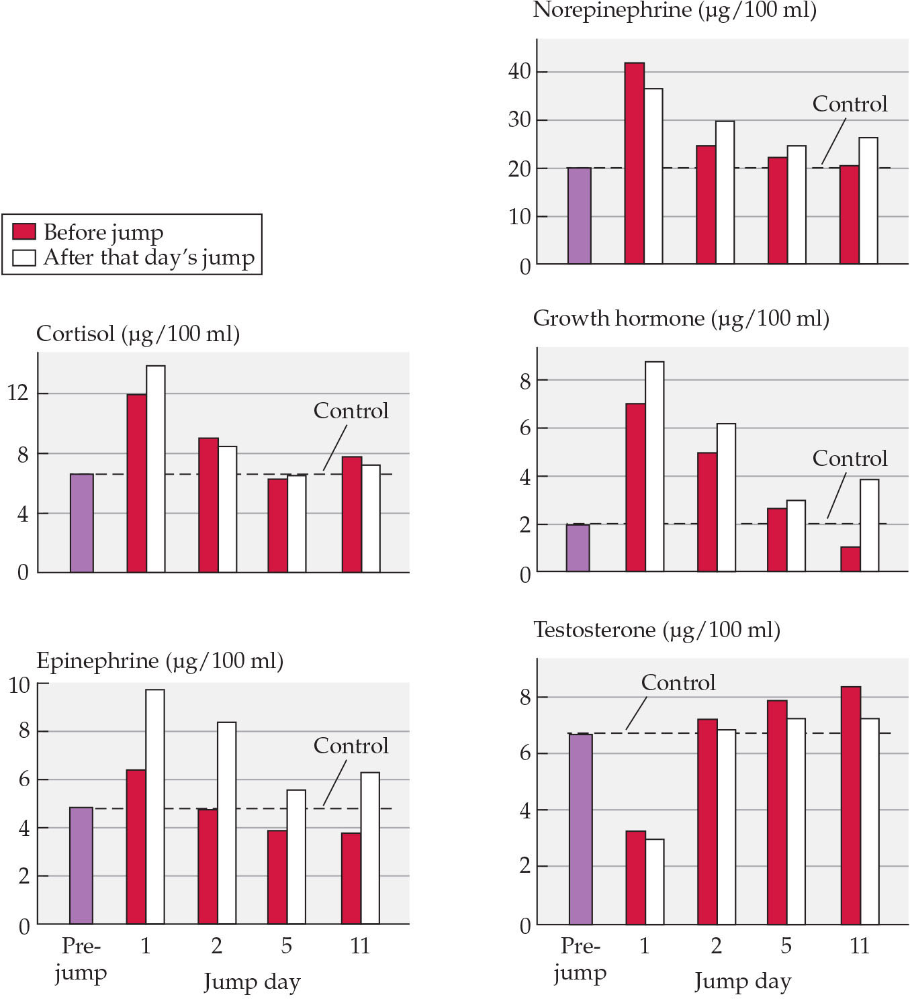 Norepinephrine (µg/100 ml)
40
30
20
10
0
Control
Before jump
After that day’s jump
Cortisol (µg/100 ml)
12
8
4
0
Control
Growth hormone (µg/100 ml)
8
6
4
2
0
Control
Epinephrine (µg/100 ml)
10
8
6
4
2
0
Control
Pre-
jump
1 2 5 11
Jump day
Testosterone (µg/100 ml)
8
6
4
2
0
Control
Pre-
jump
1 2 5 11
Jump day